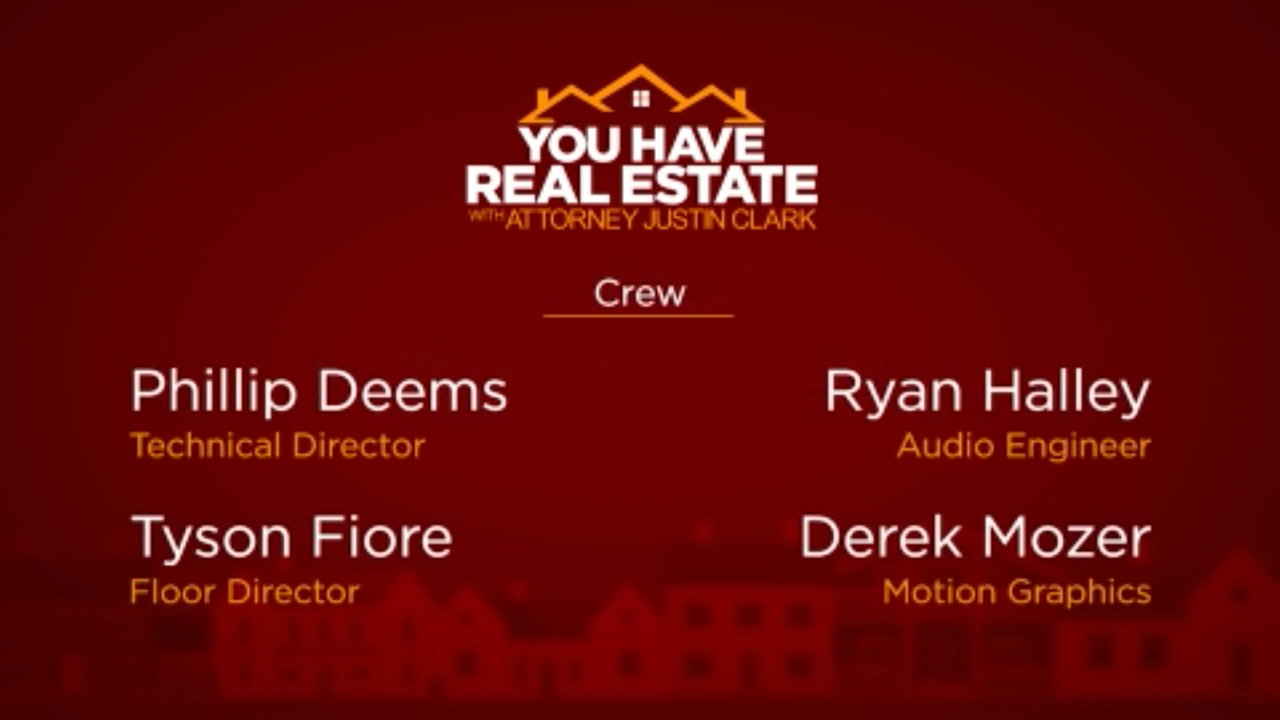 YOU HAVE
REAL ESTATE
WITH ATTORNEY JUSTIN CLARK
Crew
Phillip Deems
Technical Director
Ryan Halley
Audio Engineer
Tyson Fiore
Floor Director
Derek Mozer
Motion Graphics